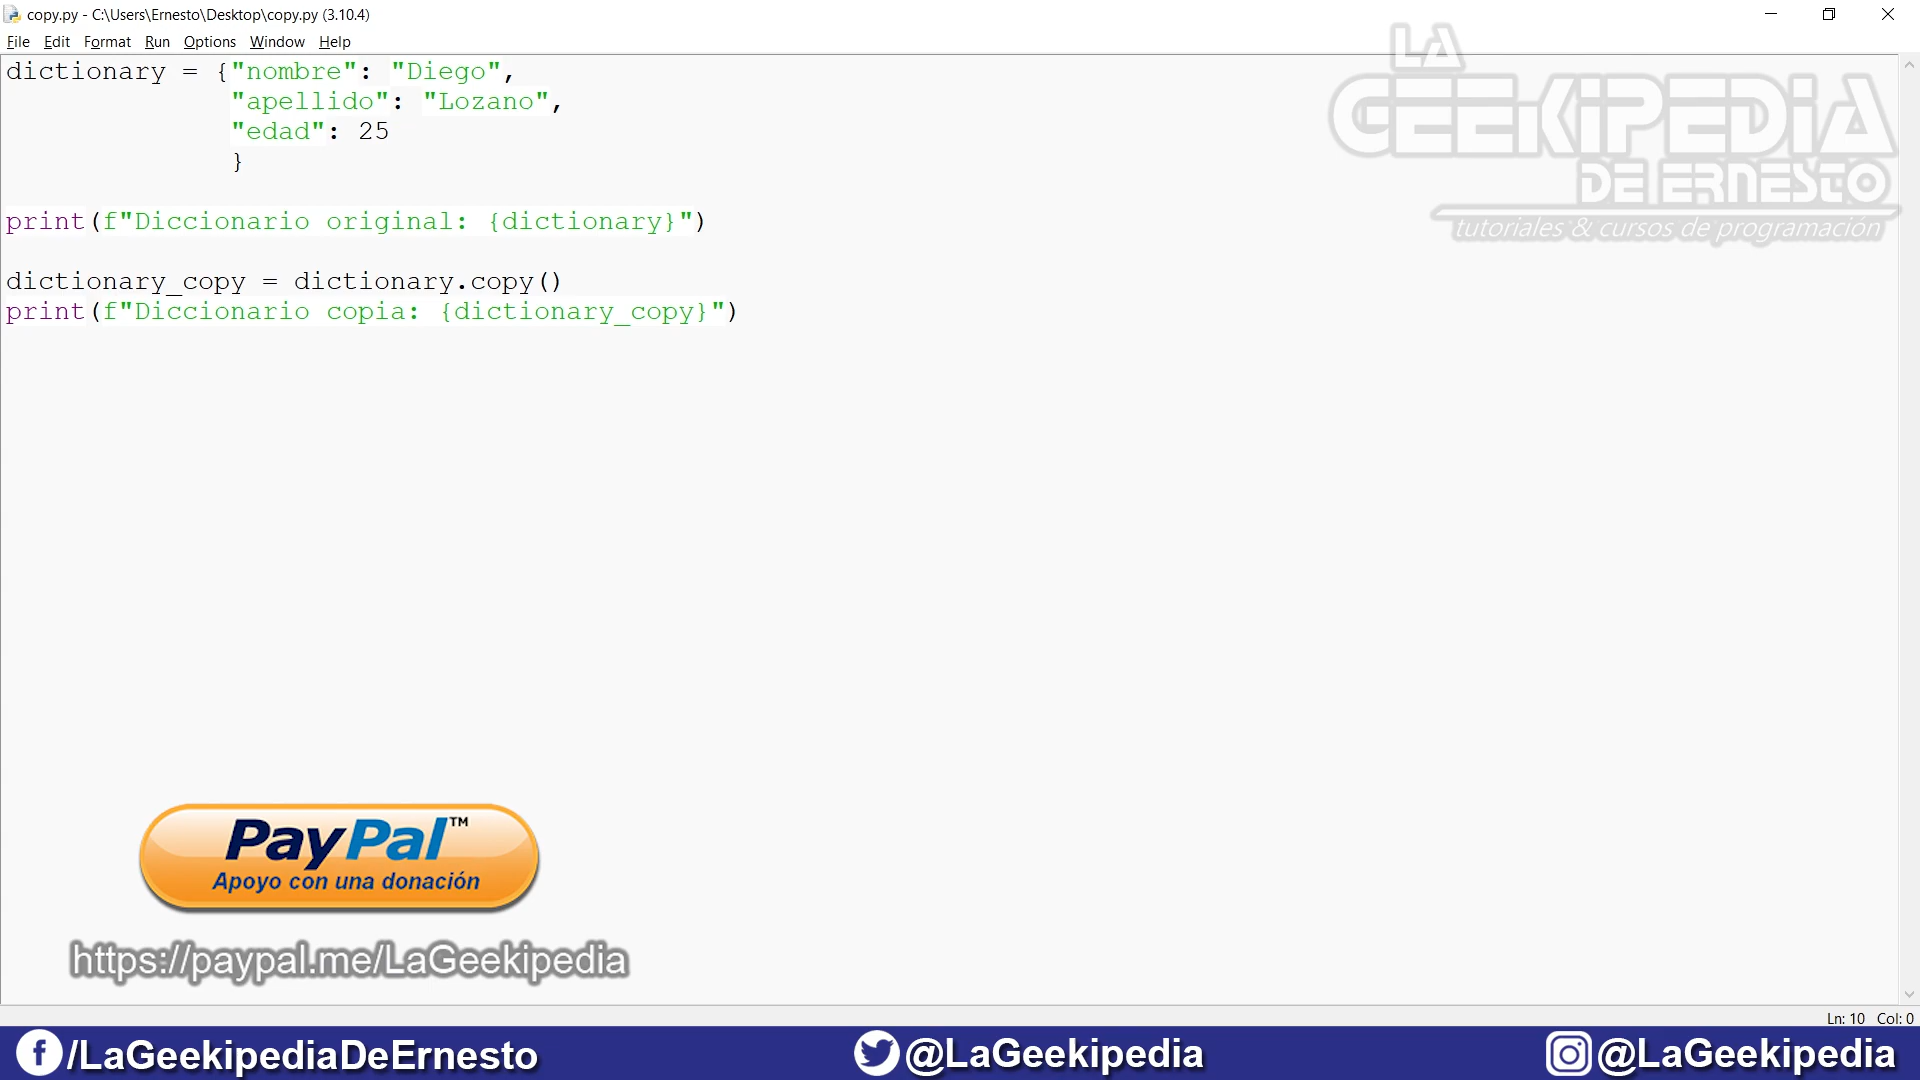 copy.py - C:\Users\Ernesto\Desktop\copy.py (3.10.4)
File Edit Format Run Options Window Help
dictionary = {"nombre": "Diego",
              "apellido": "Lozano",
              "edad": 25
              }

print(f"Diccionario original: {dictionary}")

dictionary_copy = dictionary.copy()
print(f"Diccionario copia: {dictionary_copy}")
LA
GEEKIPEDIA
DE ERNESTO
tutoriales & cursos de programación
PayPal™
Apoyo con una donación
https://paypal.me/LaGeekipedia
Ln: 10 Col: 0
f /LaGeekipediaDeErnesto
@LaGeekipedia
@LaGeekipedia